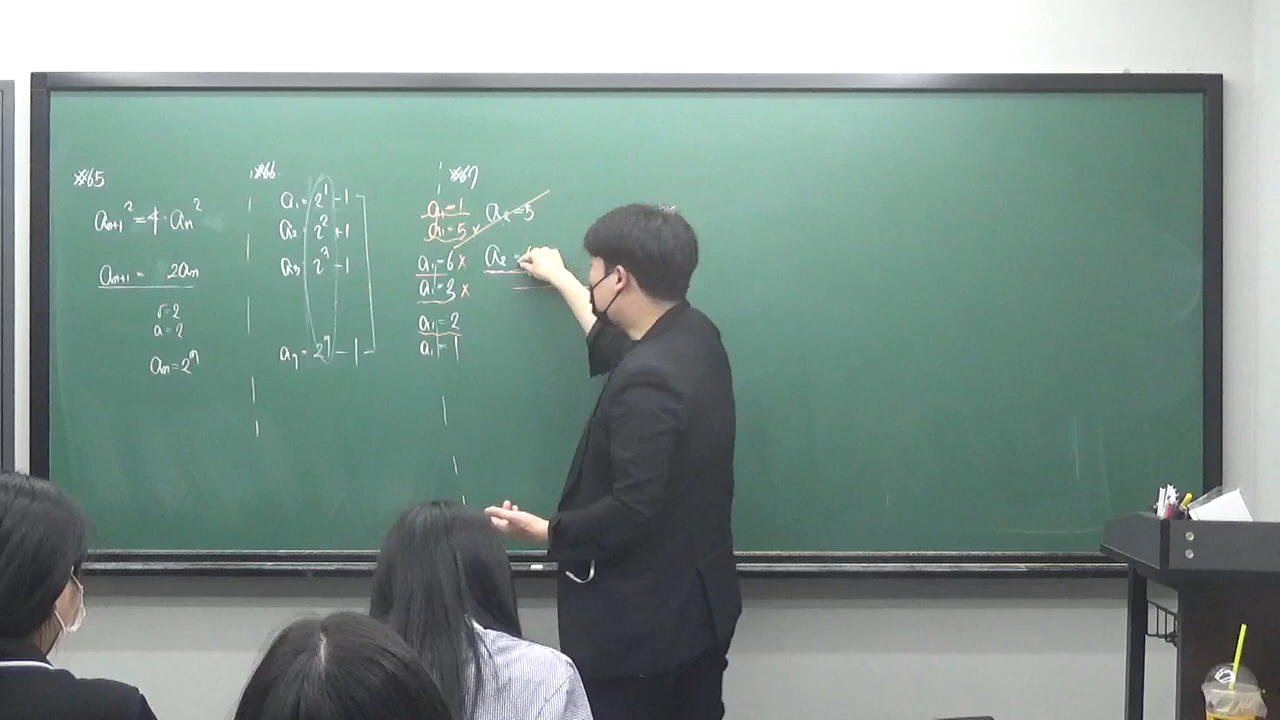 ※65
aₙ₊₁² = 4 · aₙ²
aₙ₊₁ = 2aₙ
r = 2
a = 2
aₙ = 2ⁿ
※66
a₁ = 2¹ - 1
a₂ = 2² + 1
a₃ = 2³ - 1
2⁹ - 1
※67
a₁ = 1
a₁ = 5 ×
a₁ = 6 ×
a₁ = 3 ×
a₁ = 2
a₁ = 1
a₂ = 5
a₂ =